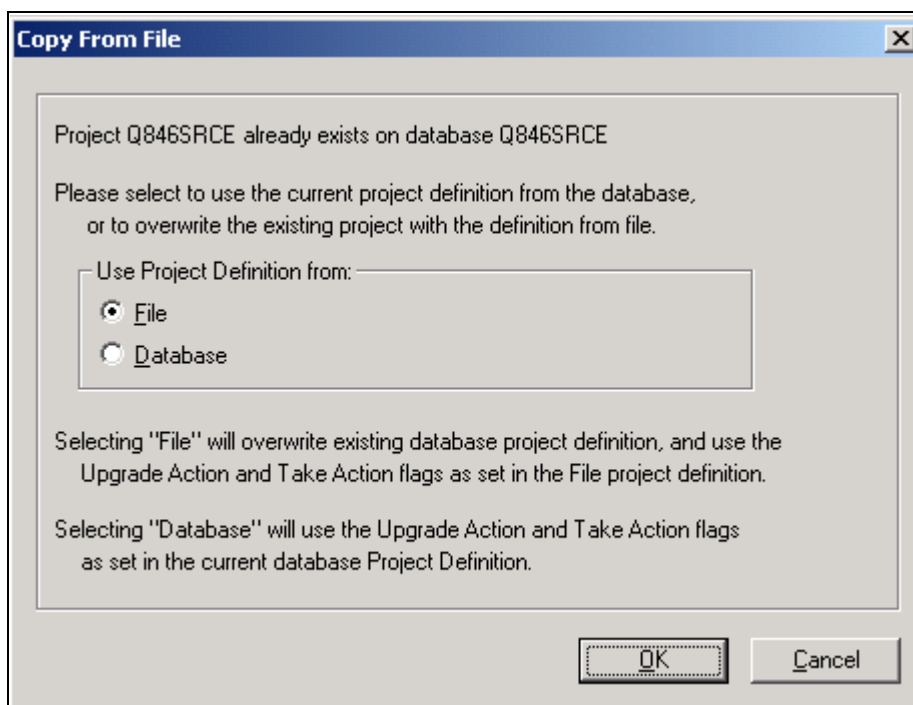 Copy From File
Project Q846SRCE already exists on database Q846SRCE
Please select to use the current project definition from the database,
or to overwrite the existing project with the definition from file.
Use Project Definition from:
File
Database
Selecting "File" will overwrite existing database project definition, and use the
Upgrade Action and Take Action flags as set in the File project definition.
Selecting "Database" will use the Upgrade Action and Take Action flags
as set in the current database Project Definition.
OK
Cancel